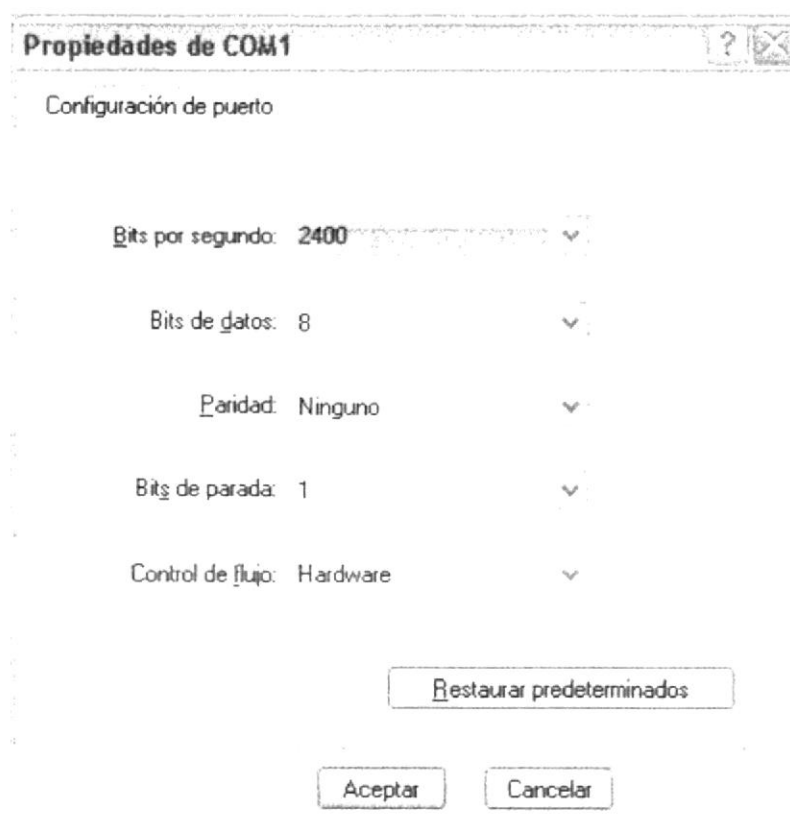 Propiedades de COM1 ?
Configuración de puerto
Bits por segundo: 2400
Bits de datos: 8
Paridad: Ninguno
Bits de parada: 1
Control de flujo: Hardware
Restaurar predeterminados
Aceptar Cancelar